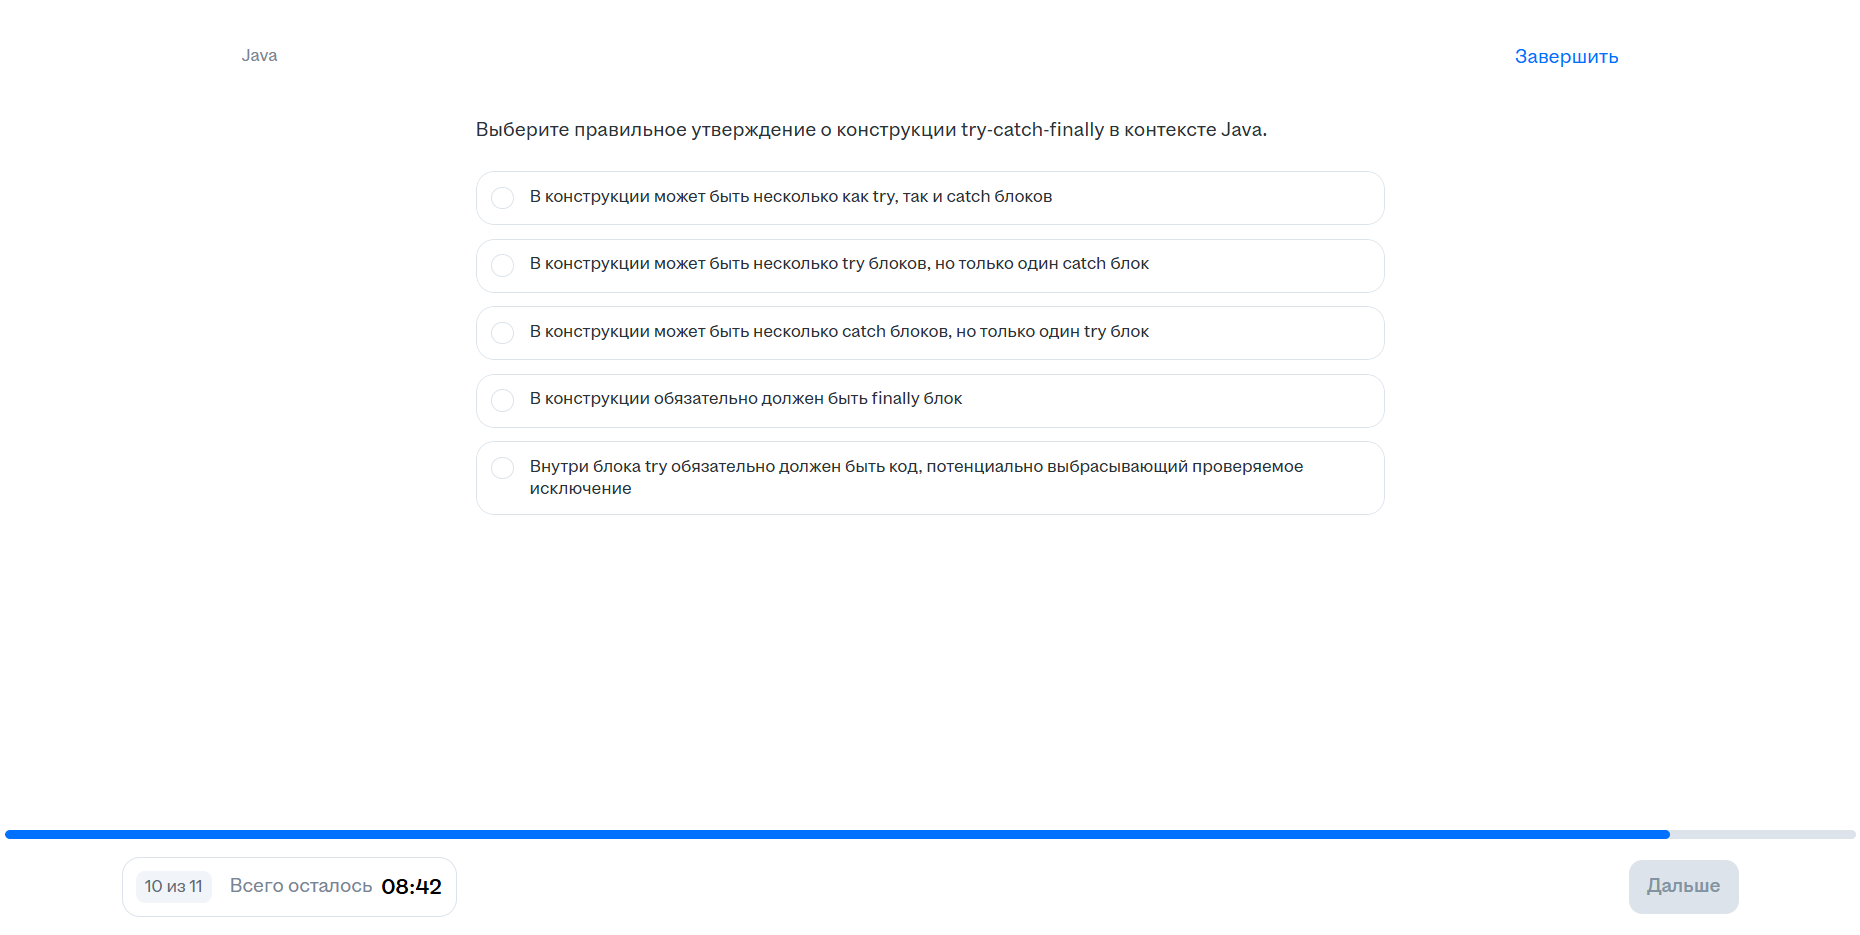 Java
Завершить
Выберите правильное утверждение о конструкции try-catch-finally в контексте Java.
В конструкции может быть несколько как try, так и catch блоков
В конструкции может быть несколько try блоков, но только один catch блок
В конструкции может быть несколько catch блоков, но только один try блок
В конструкции обязательно должен быть finally блок
Внутри блока try обязательно должен быть код, потенциально выбрасывающий проверяемое
исключение
10 из 11
Всего осталось 08:42
Дальше